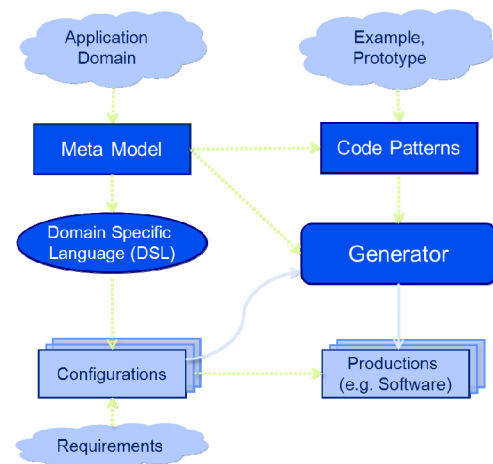 Application
Domain
Example,
Prototype
Meta Model
Code Patterns
Domain Specific
Language (DSL)
Generator
Configurations
Productions
(e.g. Software)
Requirements